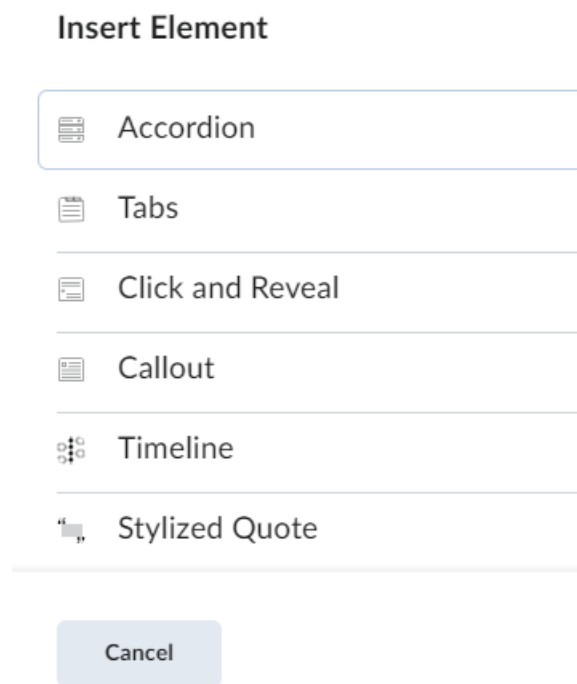 Insert Element
Accordion
Tabs
Click and Reveal
Callout
Timeline
Stylized Quote
Cancel